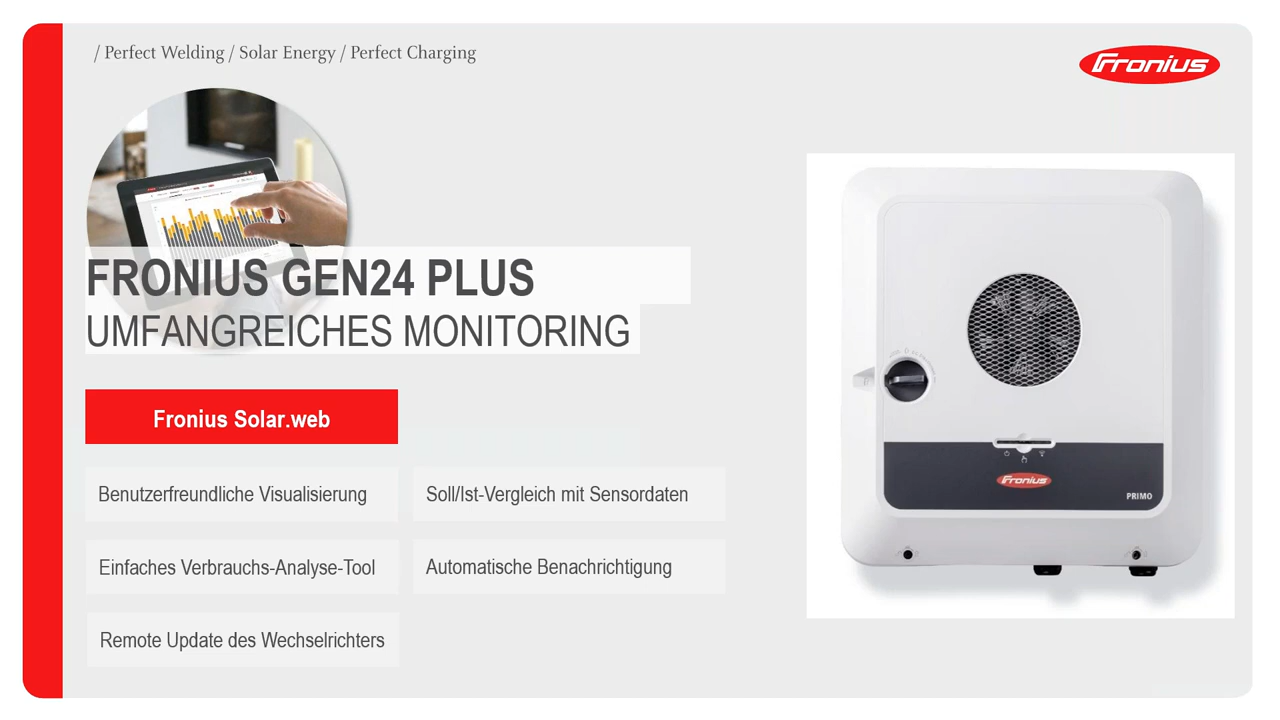 / Perfect Welding / Solar Energy / Perfect Charging
Fronius
FRONIUS GEN24 PLUS
UMFANGREICHES MONITORING
Fronius Solar.web
Benutzerfreundliche Visualisierung
Soll/Ist-Vergleich mit Sensordaten
Einfaches Verbrauchs-Analyse-Tool
Automatische Benachrichtigung
Remote Update des Wechselrichters
Fronius
PRIMO